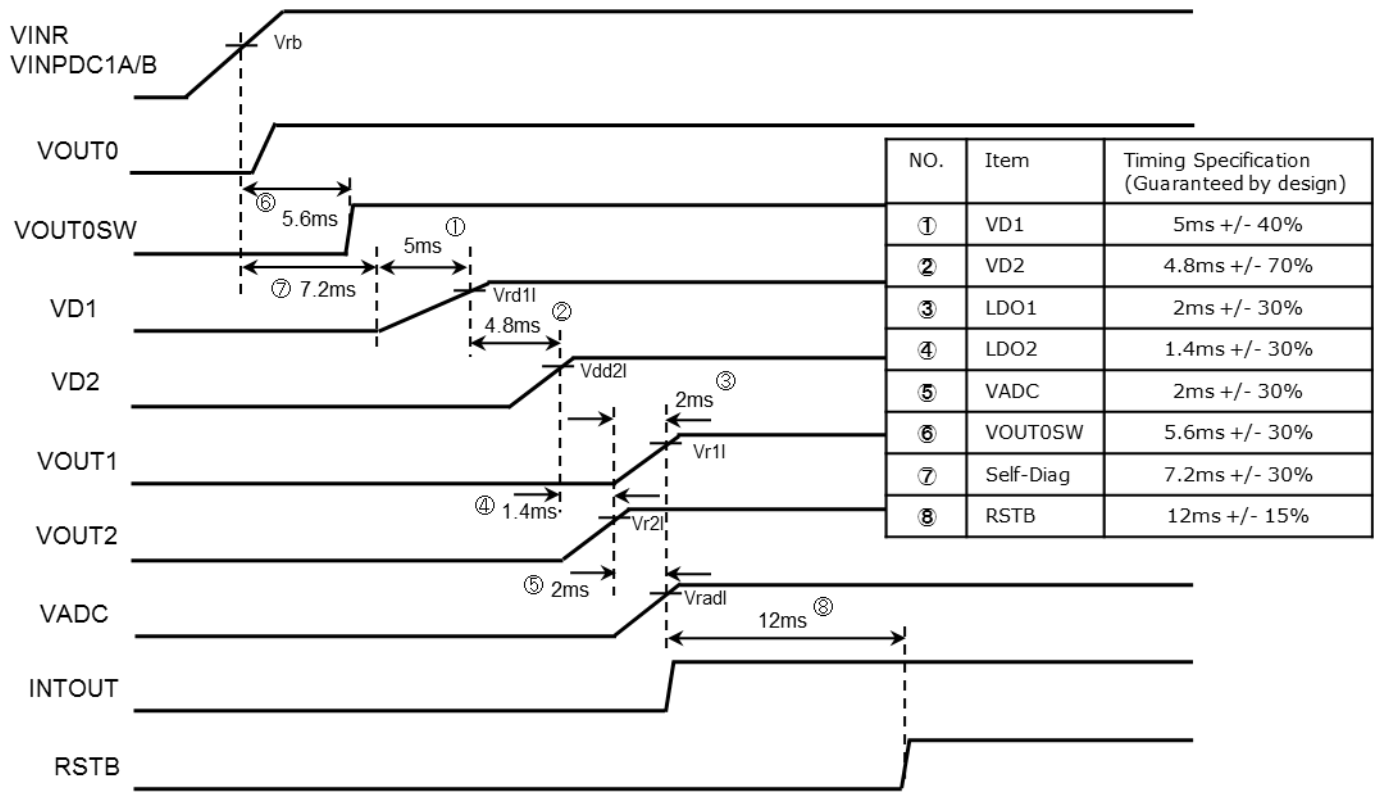 VINR
VINPDC1A/B
Vrb
VOUT0
⑥
5.6ms
VOUT0SW
①
5ms
⑦ 7.2ms
VD1
Vrd1l
②
4.8ms
VD2
Vdd2l
③
2ms
VOUT1
Vr1l
④ 1.4ms
VOUT2
Vr2l
⑤ 2ms
VADC
Vradl
12ms ⑧
INTOUT
RSTB
NO. Item Timing Specification
(Guaranteed by design)
① VD1 5ms +/- 40%
② VD2 4.8ms +/- 70%
③ LDO1 2ms +/- 30%
④ LDO2 1.4ms +/- 30%
⑤ VADC 2ms +/- 30%
⑥ VOUT0SW 5.6ms +/- 30%
⑦ Self-Diag 7.2ms +/- 30%
⑧ RSTB 12ms +/- 15%